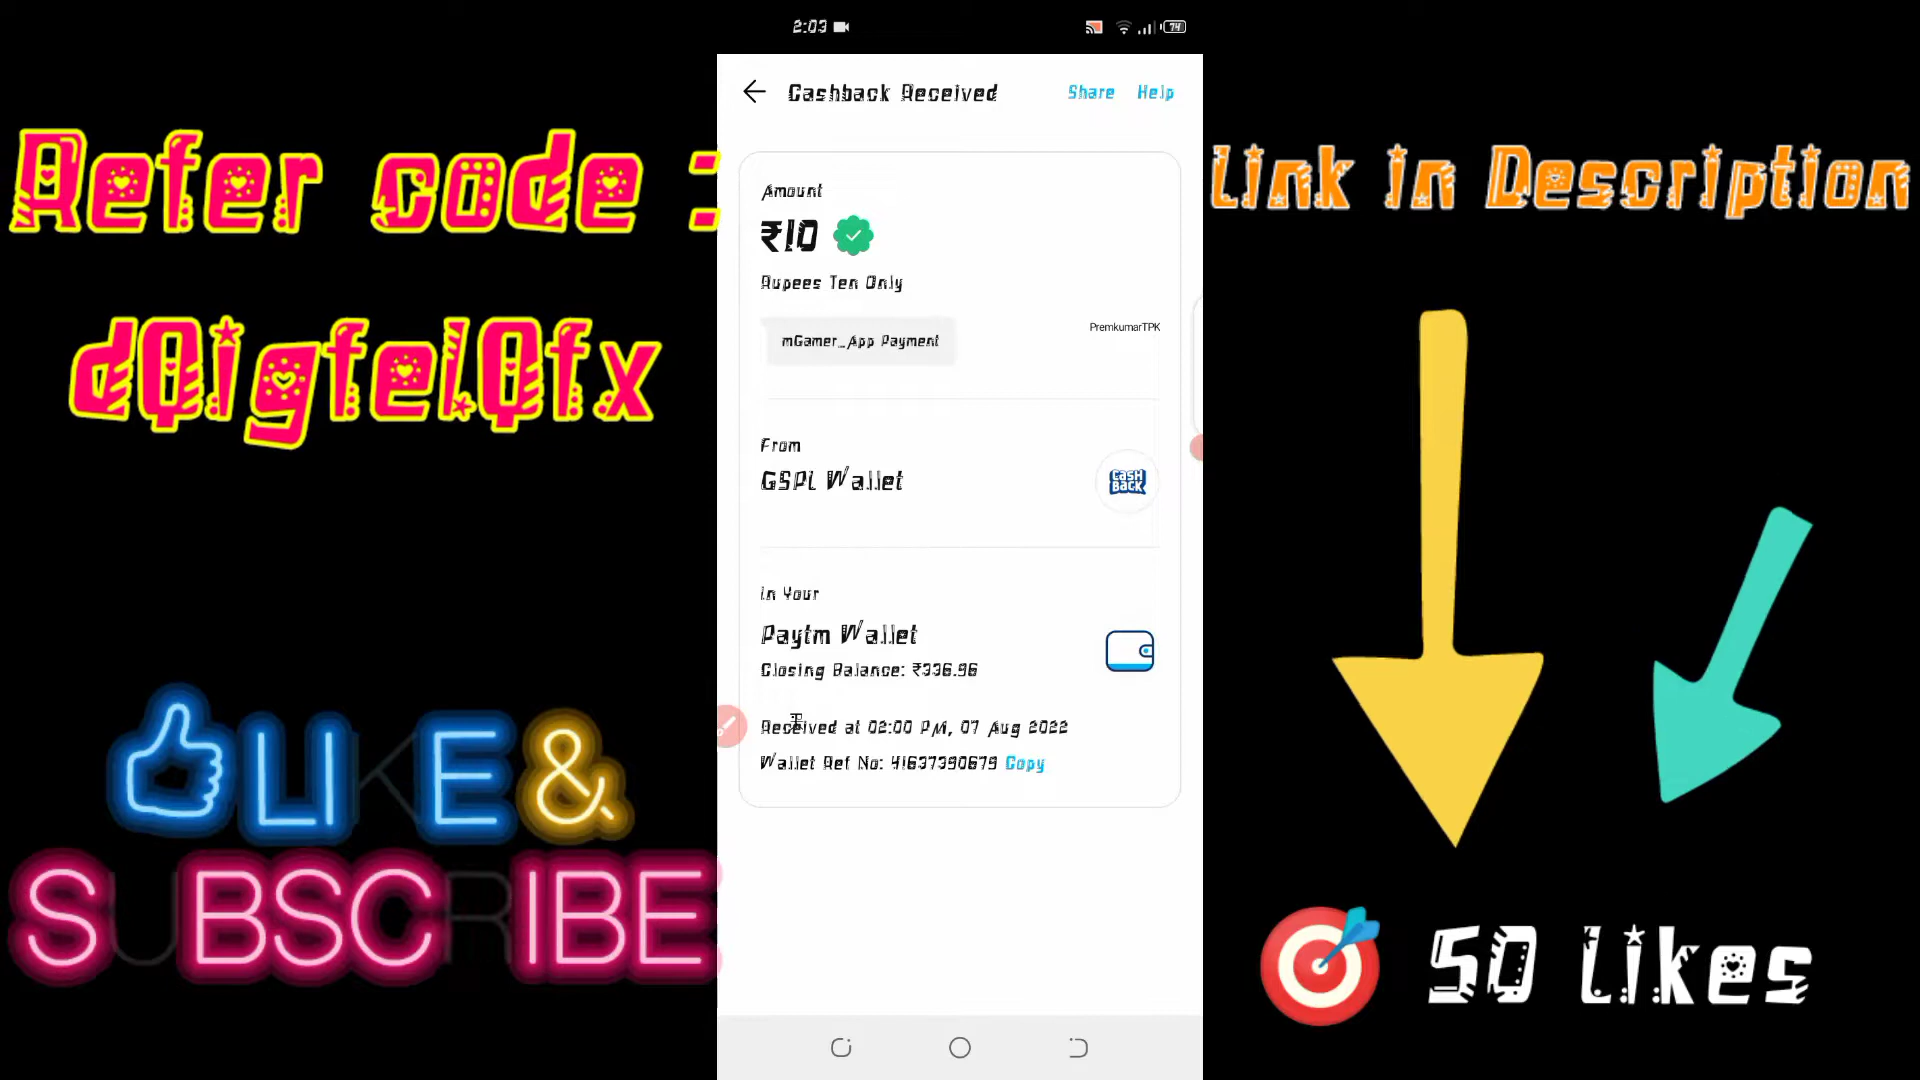 2:03
74
Cashback Received
Share Help
Refer code :
d0igfel0fx
Link in Description
Amount
₹10
Rupees Ten Only
mGamer_App Payment
PremkumarTPK
From
GSPL Wallet
CASH
BACK
In Your
Paytm Wallet
Closing Balance: ₹336.96
Received at 02:00 PM, 07 Aug 2022
Wallet Ref No: 41637390679 Copy
LIKE &
SUBSCRIBE
50 Likes